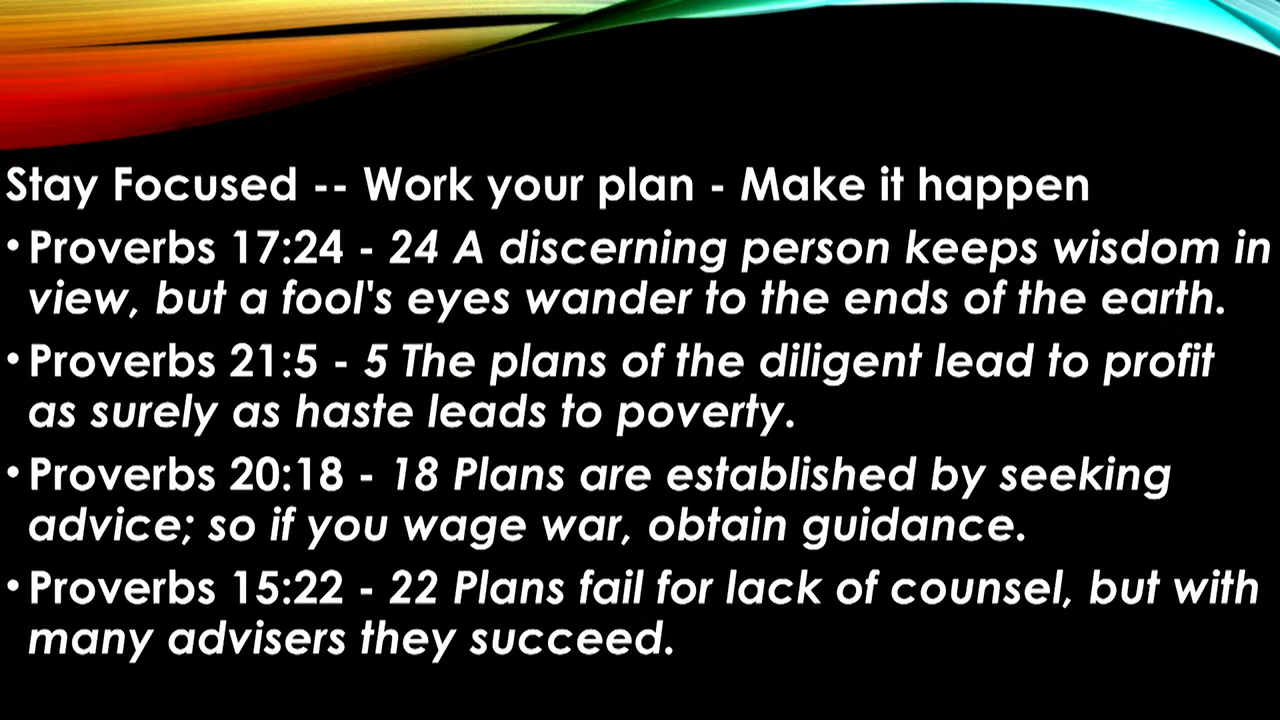 Stay Focused -- Work your plan - Make it happen
• Proverbs 17:24 - 24 A discerning person keeps wisdom in
view, but a fool's eyes wander to the ends of the earth.
• Proverbs 21:5 - 5 The plans of the diligent lead to profit
as surely as haste leads to poverty.
• Proverbs 20:18 - 18 Plans are established by seeking
advice; so if you wage war, obtain guidance.
• Proverbs 15:22 - 22 Plans fail for lack of counsel, but with
many advisers they succeed.